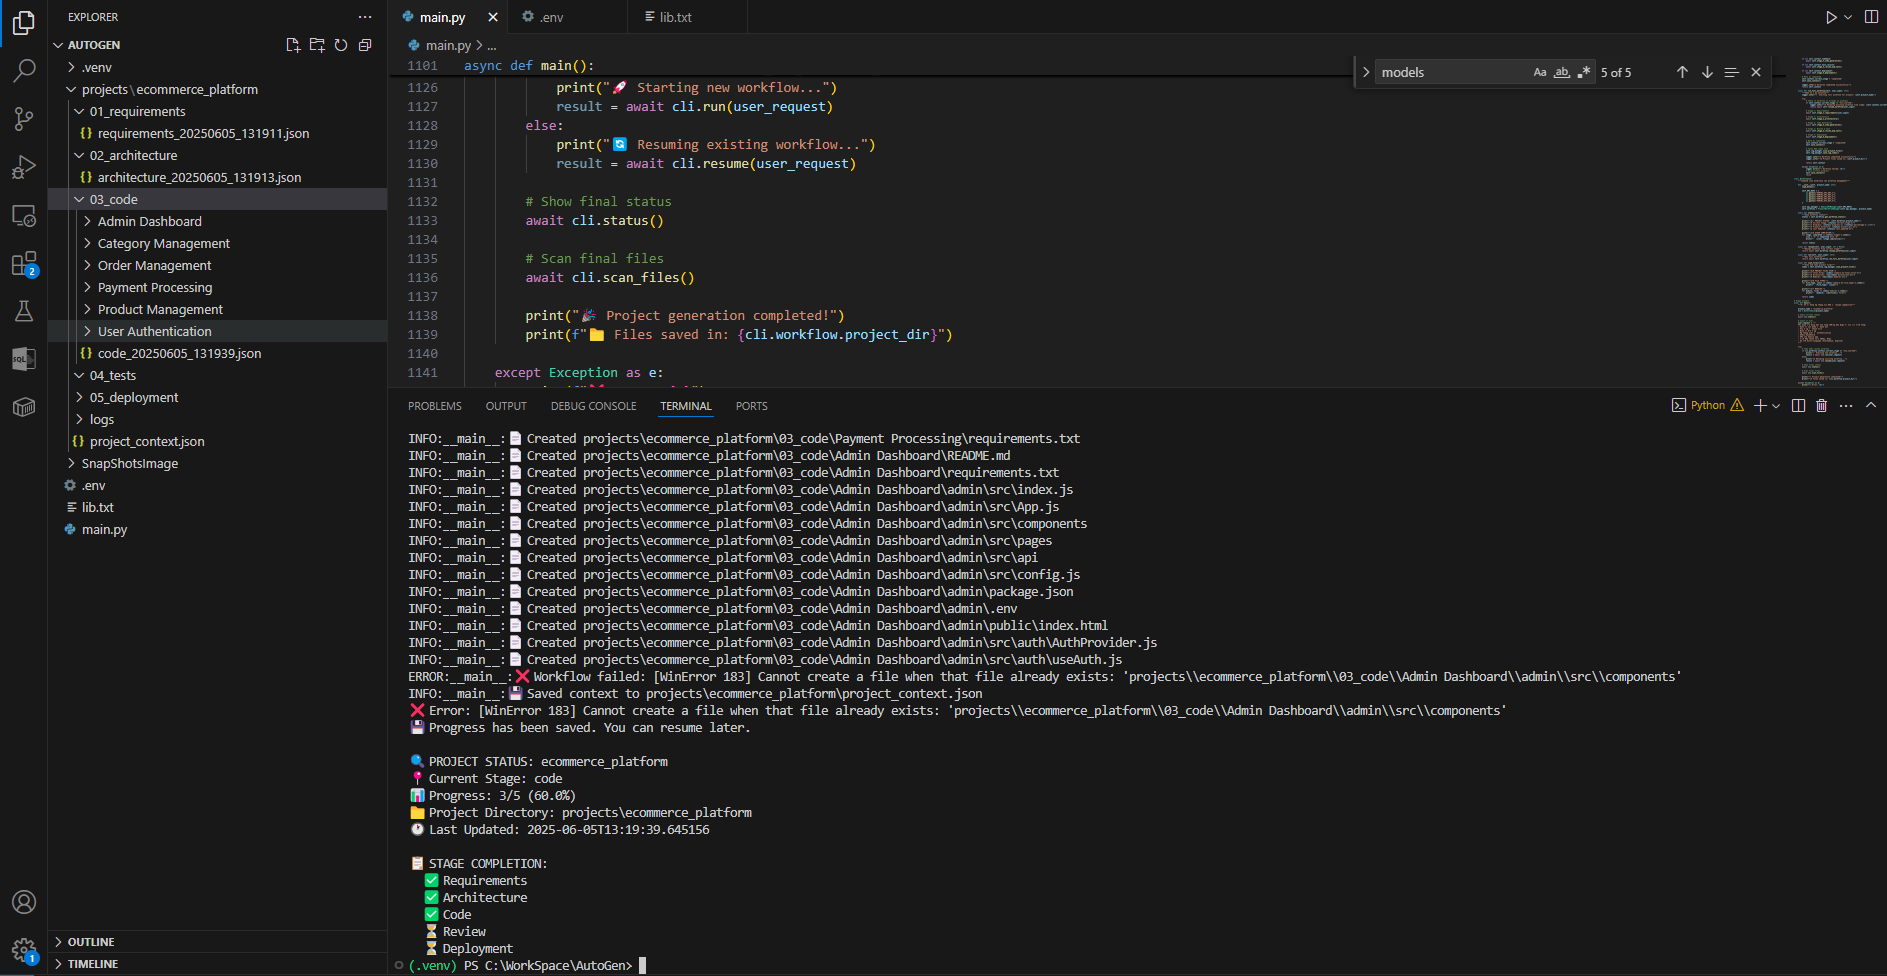 EXPLORER
AUTOGEN
.venv
projects\ecommerce_platform
01_requirements
{} requirements_20250605_131911.json
02_architecture
{} architecture_20250605_131913.json
03_code
Admin Dashboard
Category Management
Order Management
Payment Processing
Product Management
User Authentication
{} code_20250605_131939.json
04_tests
05_deployment
logs
{} project_context.json
SnapShotsImage
.env
lib.txt
main.py
OUTLINE
TIMELINE
2
SQL
1
main.py
.env
lib.txt
main.py > ...
models
Aa ab .*
5 of 5
1101 async def main():
1126 print("🚀 Starting new workflow...")
1127 result = await cli.run(user_request)
1128 else:
1129 print("🔄 Resuming existing workflow...")
1130 result = await cli.resume(user_request)
1131
1132 # Show final status
1133 await cli.status()
1134
1135 # Scan final files
1136 await cli.scan_files()
1137
1138 print("🎉 Project generation completed!")
1139 print(f"📁 Files saved in: {cli.workflow.project_dir}")
1140
1141 except Exception as e:
PROBLEMS OUTPUT DEBUG CONSOLE TERMINAL PORTS
Python
INFO:__main__:📄 Created projects\ecommerce_platform\03_code\Payment Processing\requirements.txt
INFO:__main__:📄 Created projects\ecommerce_platform\03_code\Admin Dashboard\README.md
INFO:__main__:📄 Created projects\ecommerce_platform\03_code\Admin Dashboard\requirements.txt
INFO:__main__:📄 Created projects\ecommerce_platform\03_code\Admin Dashboard\admin\src\index.js
INFO:__main__:📄 Created projects\ecommerce_platform\03_code\Admin Dashboard\admin\src\App.js
INFO:__main__:📄 Created projects\ecommerce_platform\03_code\Admin Dashboard\admin\src\components
INFO:__main__:📄 Created projects\ecommerce_platform\03_code\Admin Dashboard\admin\src\pages
INFO:__main__:📄 Created projects\ecommerce_platform\03_code\Admin Dashboard\admin\src\api
INFO:__main__:📄 Created projects\ecommerce_platform\03_code\Admin Dashboard\admin\src\config.js
INFO:__main__:📄 Created projects\ecommerce_platform\03_code\Admin Dashboard\admin\package.json
INFO:__main__:📄 Created projects\ecommerce_platform\03_code\Admin Dashboard\admin\.env
INFO:__main__:📄 Created projects\ecommerce_platform\03_code\Admin Dashboard\admin\public\index.html
INFO:__main__:📄 Created projects\ecommerce_platform\03_code\Admin Dashboard\admin\src\auth\AuthProvider.js
INFO:__main__:📄 Created projects\ecommerce_platform\03_code\Admin Dashboard\admin\src\auth\useAuth.js
ERROR:__main__:❌ Workflow failed: [WinError 183] Cannot create a file when that file already exists: 'projects\\ecommerce_platform\\03_code\\Admin Dashboard\\admin\\src\\components'
INFO:__main__:💾 Saved context to projects\ecommerce_platform\project_context.json
❌ Error: [WinError 183] Cannot create a file when that file already exists: 'projects\\ecommerce_platform\\03_code\\Admin Dashboard\\admin\\src\\components'
💾 Progress has been saved. You can resume later.
🔍 PROJECT STATUS: ecommerce_platform
📍 Current Stage: code
📊 Progress: 3/5 (60.0%)
📁 Project Directory: projects\ecommerce_platform
🕐 Last Updated: 2025-06-05T13:19:39.645156
📋 STAGE COMPLETION:
✅ Requirements
✅ Architecture
✅ Code
⏳ Review
⏳ Deployment
(.venv) PS C:\WorkSpace\AutoGen>